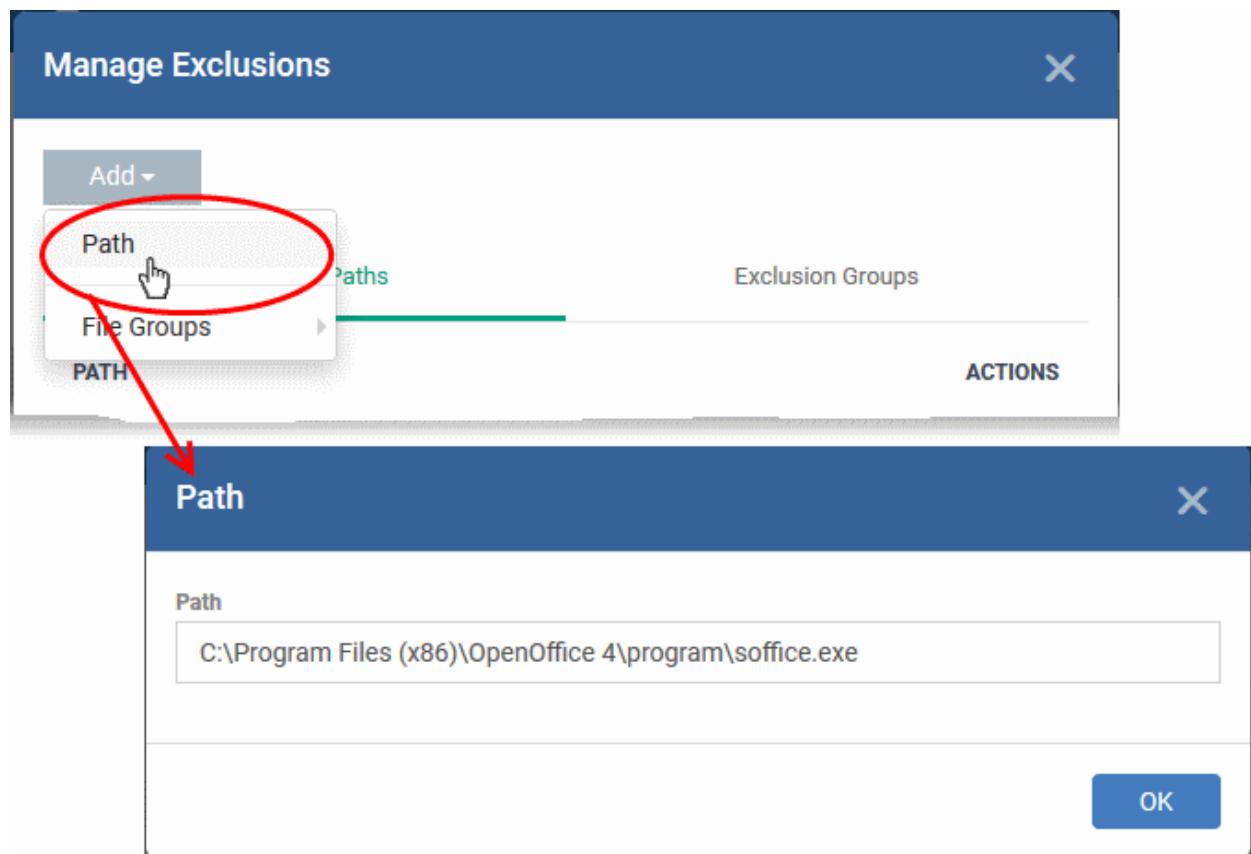 Manage Exclusions
Add
Path
Paths
Exclusion Groups
File Groups
PATH
ACTIONS
Path
Path
C:\Program Files (x86)\OpenOffice 4\program\soffice.exe
OK